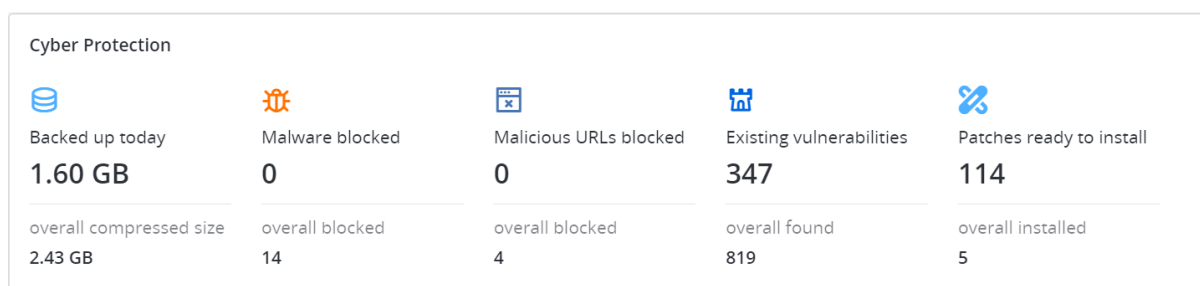 Cyber Protection
Backed up today
1.60 GB
overall compressed size
2.43 GB
Malware blocked
0
overall blocked
14
Malicious URLs blocked
0
overall blocked
4
Existing vulnerabilities
347
overall found
819
Patches ready to install
114
overall installed
5